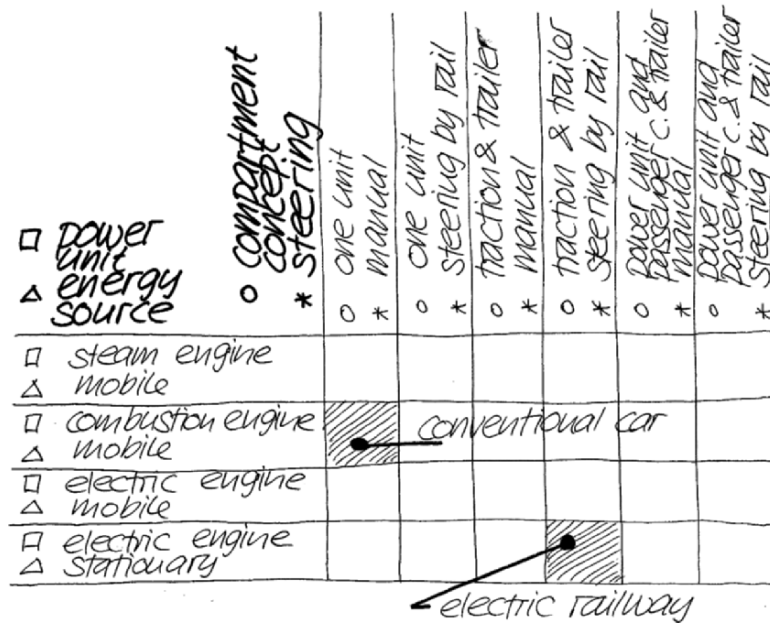 compartment
concept
steering
○ *
one unit
manual
○ *
one unit
steering by rail
○ *
traction & trailer
manual
○ *
traction & trailer
steering by rail
○ *
power unit and
passenger c. & trailer
manual
○ *
power unit and
passenger c. & trailer
steering by rail
○ *
□ power
unit
△ energy
source
□ steam engine
△ mobile
□ combustion engine
△ mobile
conventional car
□ electric engine
△ mobile
□ electric engine
△ stationary
electric railway